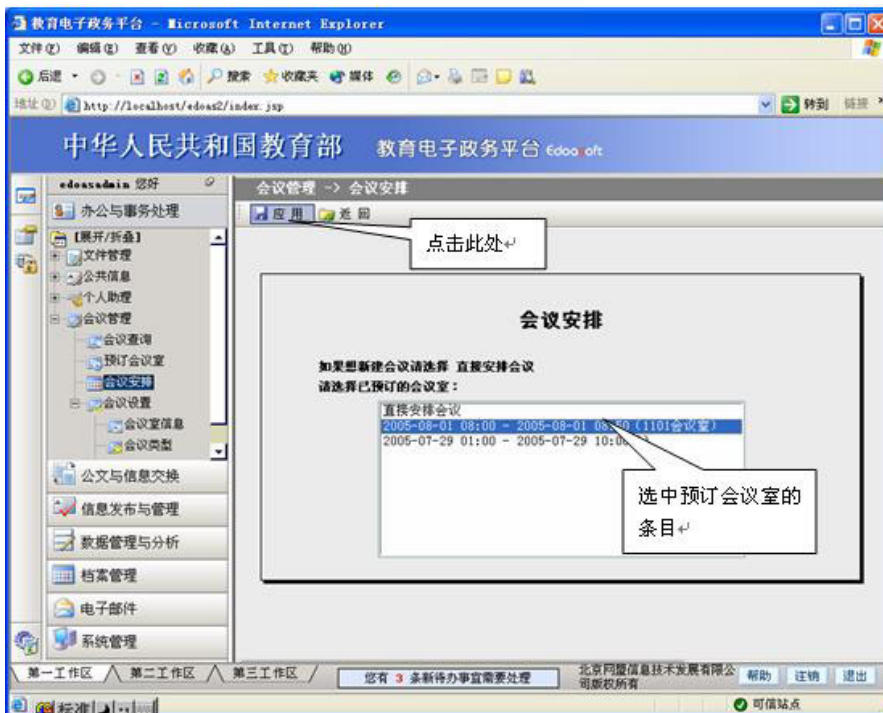 教育电子政务平台 - Microsoft Internet Explorer
文件(F) 编辑(E) 查看(V) 收藏(A) 工具(T) 帮助(H)
后退 搜索 收藏夹 媒体
地址(D) http://localhost/edoas2/index.jsp 转到 链接
中华人民共和国教育部 教育电子政务平台
edoasadmin 您好
会议管理 -> 会议安排
办公与事务处理
应用 返回
点击此处
【展开/折叠】
文件管理
公共信息
个人助理
会议管理
会议查询
预订会议室
会议安排
会议设置
会议室信息
会议类型
会议安排
如果想新建会议请选择 直接安排会议
请选择已预订的会议室：
直接安排会议
2005-08-01 08:00 - 2005-08-01 08:50 (1101会议室)
2005-07-29 01:00 - 2005-07-29 10:00
选中预订会议室的
条目
公文与信息交换
信息发布与管理
数据管理与分析
档案管理
电子邮件
系统管理
第一工作区 第二工作区 第三工作区
您有 3 条新待办事宜需要处理
北京网盟信息技术发展有限公
司版权所有
帮助 注销 退出
标准
可信站点